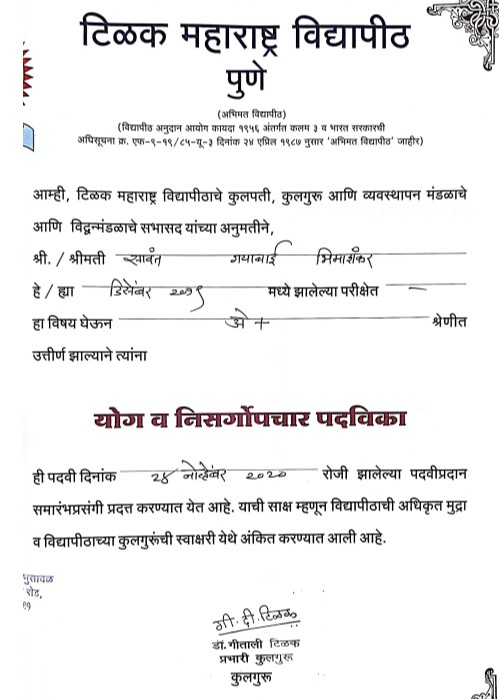 टिळक महाराष्ट्र विद्यापीठ
पुणे
(अभिमत विद्यापीठ)
(विद्यापीठ अनुदान आयोग कायदा १९५६ अंतर्गत कलम ३ व भारत सरकारची
अधिसूचना क्र. एफ-९-१९/८५-यू-३ दिनांक २४ एप्रिल १९८७ नुसार 'अभिमत विद्यापीठ' जाहीर)
आम्ही, टिळक महाराष्ट्र विद्यापीठाचे कुलपती, कुलगुरू आणि व्यवस्थापन मंडळाचे
आणि विद्वन्मंडळाचे सभासद यांच्या अनुमतीने,
श्री. / श्रीमती सावंत गयाबाई भिमाशंकर
हे / ह्या डिसेंबर २०१९ मध्ये झालेल्या परीक्षेत —
हा विषय घेऊन अे + श्रेणीत
उत्तीर्ण झाल्याने त्यांना
योग व निसर्गोपचार पदविका
ही पदवी दिनांक २४ नोव्हेंबर २०२० रोजी झालेल्या पदवीप्रदान
समारंभप्रसंगी प्रदत्त करण्यात येत आहे. याची साक्ष म्हणून विद्यापीठाची अधिकृत मुद्रा
व विद्यापीठाच्या कुलगुरुंची स्वाक्षरी येथे अंकित करण्यात आली आहे.
भुसावळ
रोड,
गी. दी. टिळक
डॉ. गीताली टिळक
प्रभारी कुलगुरू
कुलगुरू